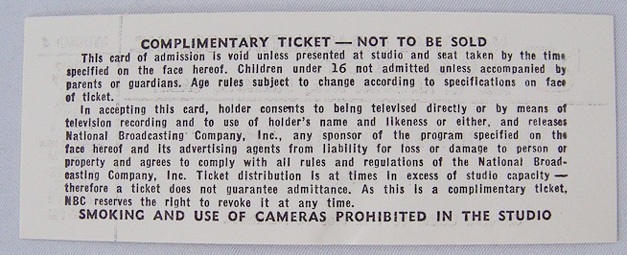 COMPLIMENTARY TICKET — NOT TO BE SOLD
This card of admission is void unless presented at studio and seat taken by the time
specified on the face hereof. Children under 16 not admitted unless accompanied by
parents or guardians. Age rules subject to change according to specifications on face
of ticket.
In accepting this card, holder consents to being televised directly or by means of
television recording and to use of holder's name and likeness or either, and releases
National Broadcasting Company, Inc., any sponsor of the program specified on the
face hereof and its advertising agents from liability for loss or damage to person or
property and agrees to comply with all rules and regulations of the National Broad-
casting Company, Inc. Ticket distribution is at times in excess of studio capacity —
therefore a ticket does not guarantee admittance. As this is a complimentary ticket,
NBC reserves the right to revoke it at any time.
SMOKING AND USE OF CAMERAS PROHIBITED IN THE STUDIO